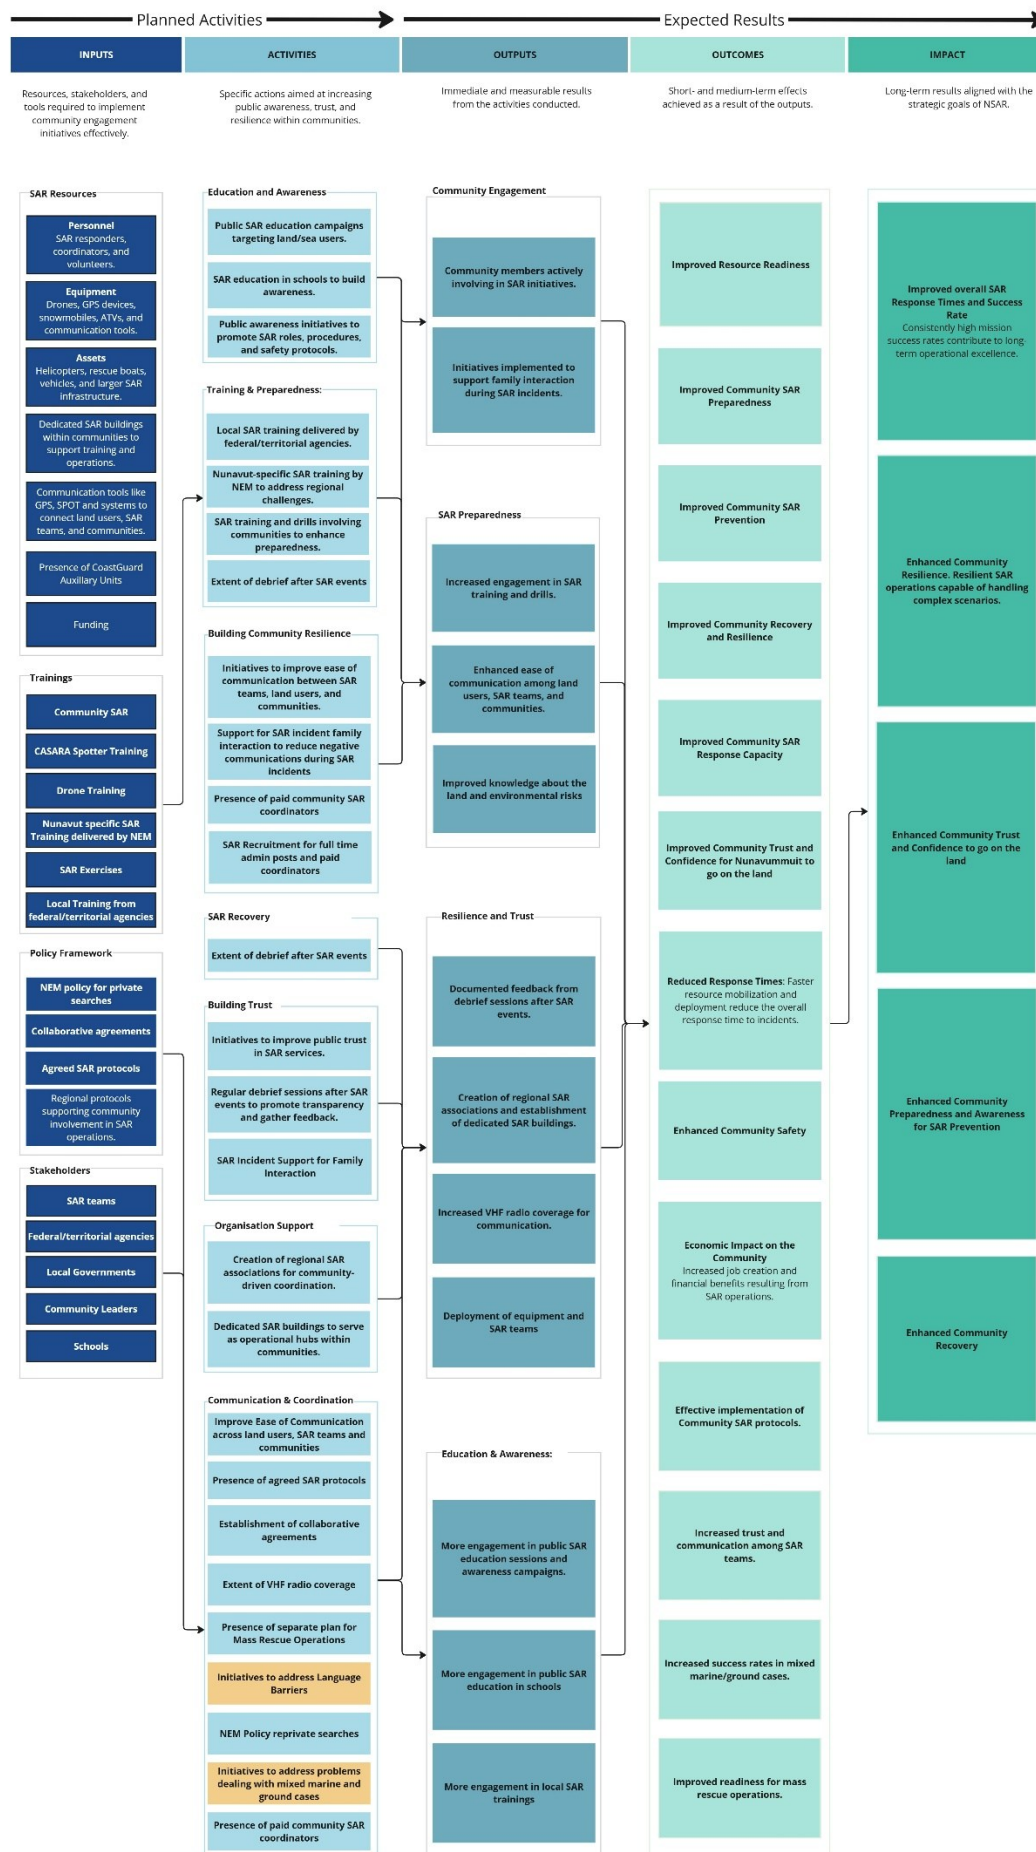 Planned Activities
Expected Results
INPUTS
ACTIVITIES
OUTPUTS
OUTCOMES
IMPACT
Resources, stakeholders, and
tools required to implement
community engagement
initiatives effectively.
Specific actions aimed at increasing
public awareness, trust, and
resilience within communities.
Immediate and measurable results
from the activities conducted.
Short- and medium-term effects
achieved as a result of the outputs.
Long-term results aligned with the
strategic goals of NSAR.
SAR Resources
Personnel
SAR responders,
coordinators, and
volunteers.
Equipment
Drones, GPS devices,
snowmobiles, ATVs, and
communication tools.
Assets
Helicopters, rescue boats,
vehicles, and larger SAR
infrastructure.
Dedicated SAR buildings
within communities to
support training and
operations.
Communication tools like
GPS, SPOT and systems to
connect land users, SAR
teams, and communities.
Presence of CoastGuard
Auxillary Units
Funding
Trainings
Community SAR
CASARA Spotter Training
Drone Training
Nunavut specific SAR
Training delivered by NEM
SAR Exercises
Local Training from
federal/territorial agencies
Policy Framework
NEM policy for private
searches
Collaborative agreements
Agreed SAR protocols
Regional protocols
supporting community
involvement in SAR
operations.
Stakeholders
SAR teams
Federal/territorial agencies
Local Governments
Community Leaders
Schools
Education and Awareness
Public SAR education campaigns
targeting land/sea users.
SAR education in schools to build
awareness.
Public awareness initiatives to
promote SAR roles, procedures,
and safety protocols.
Training & Preparedness:
Local SAR training delivered by
federal/territorial agencies.
Nunavut-specific SAR training by
NEM to address regional
challenges.
SAR training and drills involving
communities to enhance
preparedness.
Extent of debrief after SAR events
Building Community Resilience
Initiatives to improve ease of
communication between SAR
teams, land users, and
communities.
Support for SAR incident family
interaction to reduce negative
communications during SAR
incidents
Presence of paid community SAR
coordinators
SAR Recruitment for full time
admin posts and paid
coordinators
SAR Recovery
Extent of debrief after SAR events
Building Trust
Initiatives to improve public trust
in SAR services.
Regular debrief sessions after SAR
events to promote transparency
and gather feedback.
SAR Incident Support for Family
Interaction
Organisation Support
Creation of regional SAR
associations for community-
driven coordination.
Dedicated SAR buildings to serve
as operational hubs within
communities.
Communication & Coordination
Improve Ease of Communication
across land users, SAR teams and
communities
Presence of agreed SAR protocols
Establishment of collaborative
agreements
Extent of VHF radio coverage
Presence of separate plan for
Mass Rescue Operations
Initiatives to address Language
Barriers
NEM Policy reprivate searches
Initiatives to address problems
dealing with mixed marine and
ground cases
Presence of paid community SAR
coordinators
Community Engagement
Community members actively
involving in SAR initiatives.
Initiatives implemented to
support family interaction
during SAR incidents.
SAR Preparedness
Increased engagement in SAR
training and drills.
Enhanced ease of
communication among land
users, SAR teams, and
communities.
Improved knowledge about the
land and environmental risks
Resilience and Trust
Documented feedback from
debrief sessions after SAR
events.
Creation of regional SAR
associations and establishment
of dedicated SAR buildings.
Increased VHF radio coverage for
communication.
Deployment of equipment and
SAR teams
Education & Awareness:
More engagement in public SAR
education sessions and
awareness campaigns.
More engagement in public SAR
education in schools
More engagement in local SAR
trainings
Improved Resource Readiness
Improved Community SAR
Preparedness
Improved Community SAR
Prevention
Improved Community Recovery
and Resilience
Improved Community SAR
Response Capacity
Improved Community Trust and
Confidence for Nunavummuit to
go on the land
Reduced Response Times: Faster
resource mobilization and
deployment reduce the overall
response time to incidents.
Enhanced Community Safety
Economic Impact on the
Community
Increased job creation and
financial benefits resulting from
SAR operations.
Effective implementation of
Community SAR protocols.
Increased trust and
communication among SAR
teams.
Increased success rates in mixed
marine/ground cases.
Improved readiness for mass
rescue operations.
Improved overall SAR
Response Times and Success
Rate
Consistently high mission
success rates contribute to long-
term operational excellence.
Enhanced Community
Resilience. Resilient SAR
operations capable of handling
complex scenarios.
Enhanced Community Trust
and Confidence to go on the
land
Enhanced Community
Preparedness and Awareness
for SAR Prevention
Enhanced Community
Recovery